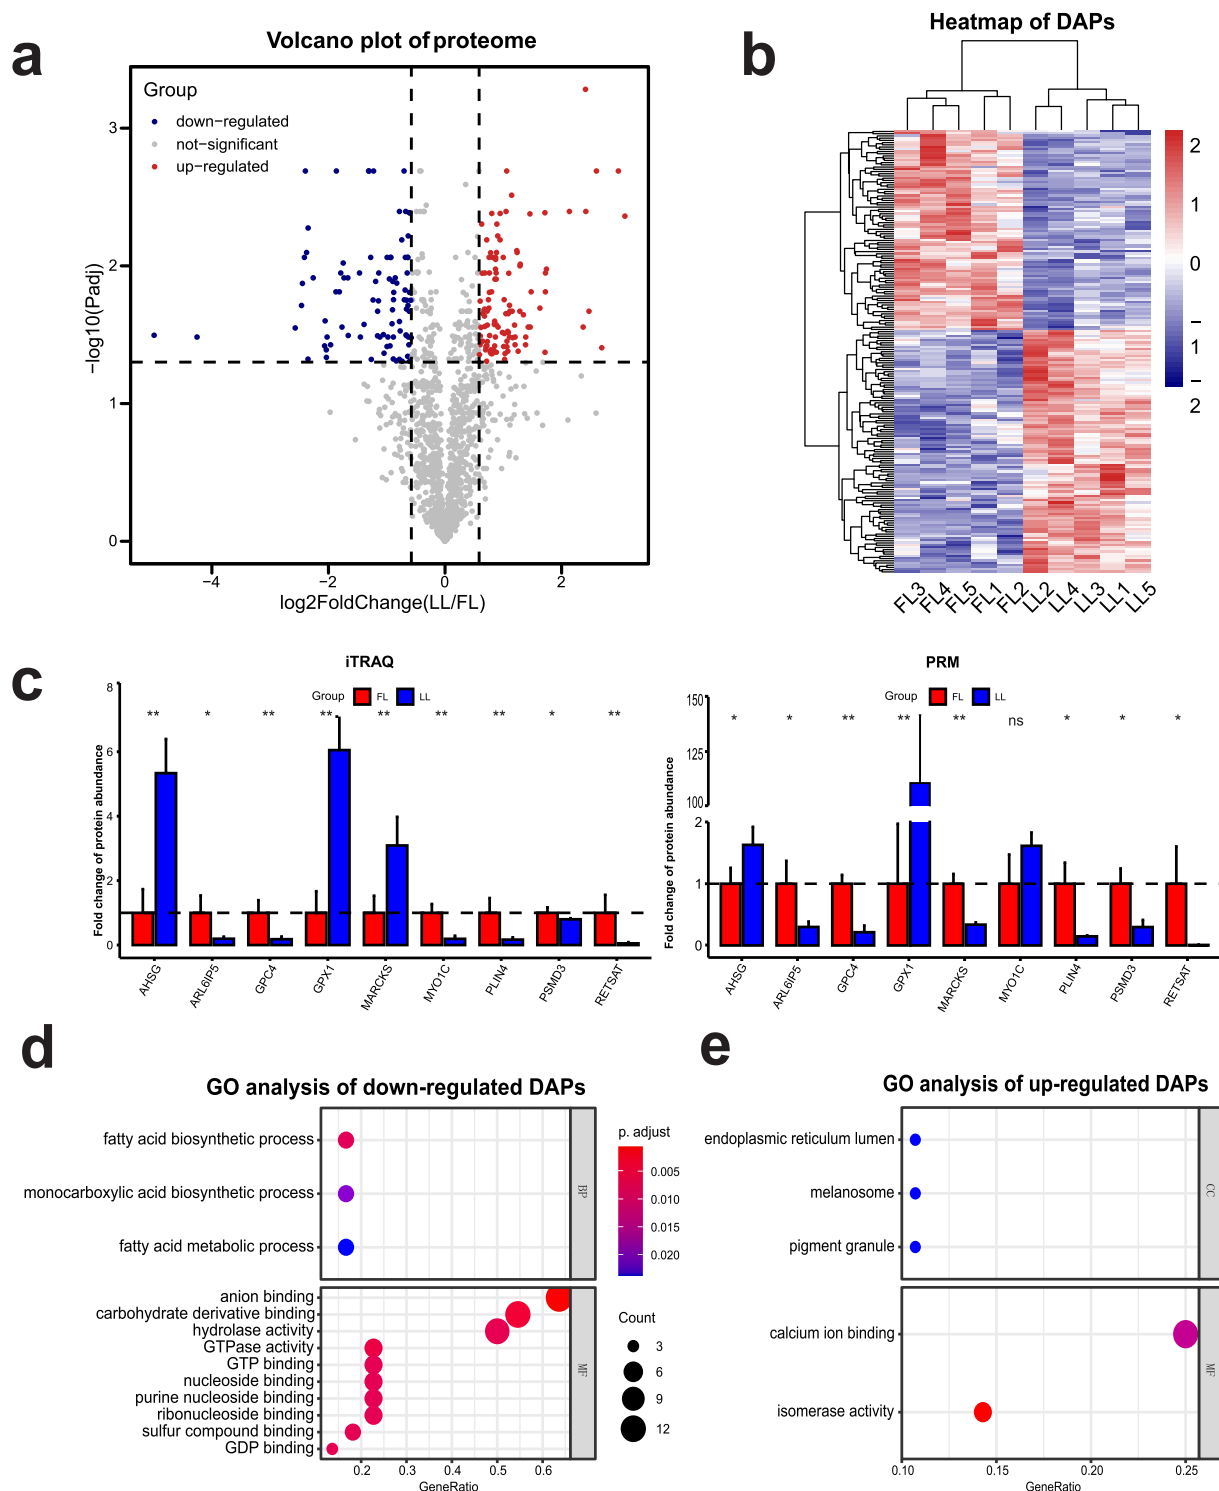 a
Volcano plot of proteome
Group
down−regulated
not−significant
up−regulated
3
2
1
0
−4
−2
0
2
−log10(Padj)
log2FoldChange(LL/FL)
b
Heatmap of DAPs
2
1
0
−
1
−
2
FL3
FL4
FL5
FL1
FL2
LL2
LL4
LL3
LL1
LL5
c
iTRAQ
Group FL LL
8
6
4
2
0
Fold change of protein abundance
** * ** ** ** ** ** * **
AHSG
ARL6IP5
GPC4
GPX1
MARCKS
MYO1C
PLIN4
PSMD3
RETSAT
PRM
Group FL LL
150
125
100
2
1
0
Fold change of protein abundance
* * ** ** ** ns * * *
AHSG
ARL6IP5
GPC4
GPX1
MARCKS
MYO1C
PLIN4
PSMD3
RETSAT
d
GO analysis of down-regulated DAPs
fatty acid biosynthetic process
monocarboxylic acid biosynthetic process
fatty acid metabolic process
BP
anion binding
carbohydrate derivative binding
hydrolase activity
GTPase activity
GTP binding
nucleoside binding
purine nucleoside binding
ribonucleoside binding
sulfur compound binding
GDP binding
MF
0.2
0.3
0.4
0.5
0.6
GeneRatio
p. adjust
0.005
0.010
0.015
0.020
Count
3
6
9
12
e
GO analysis of up-regulated DAPs
endoplasmic reticulum lumen
melanosome
pigment granule
CC
calcium ion binding
isomerase activity
MF
0.10
0.15
0.20
0.25
GeneRatio